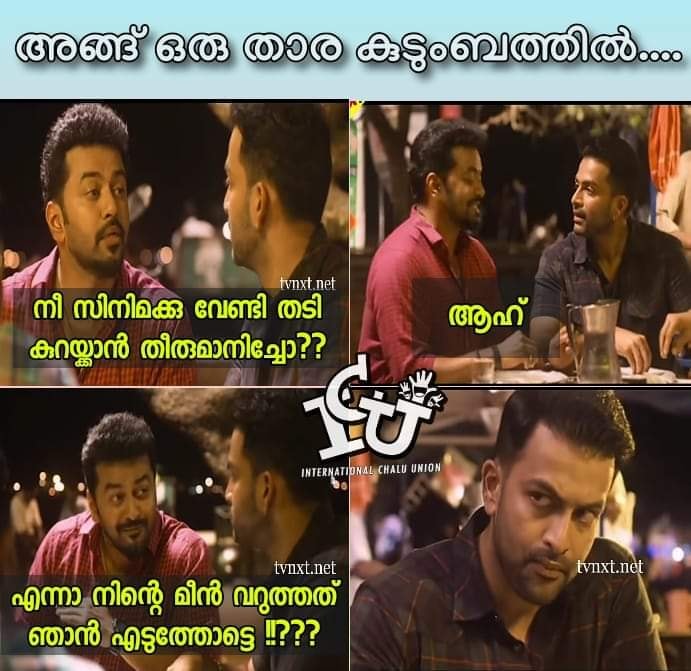 അങ്ങ് ഒരു താര കുടുംബത്തിൽ....
tvnxt.net
നീ സിനിമക്കു വേണ്ടി തടി
കുറയ്ക്കാൻ തീരുമാനിച്ചോ??
ആഹ്
ICU
INTERNATIONAL CHALU UNION
tvnxt.net
എന്നാ നിന്റെ മീൻ വറുത്തത്
ഞാൻ എടുത്തോട്ടെ !!???
tvnxt.net